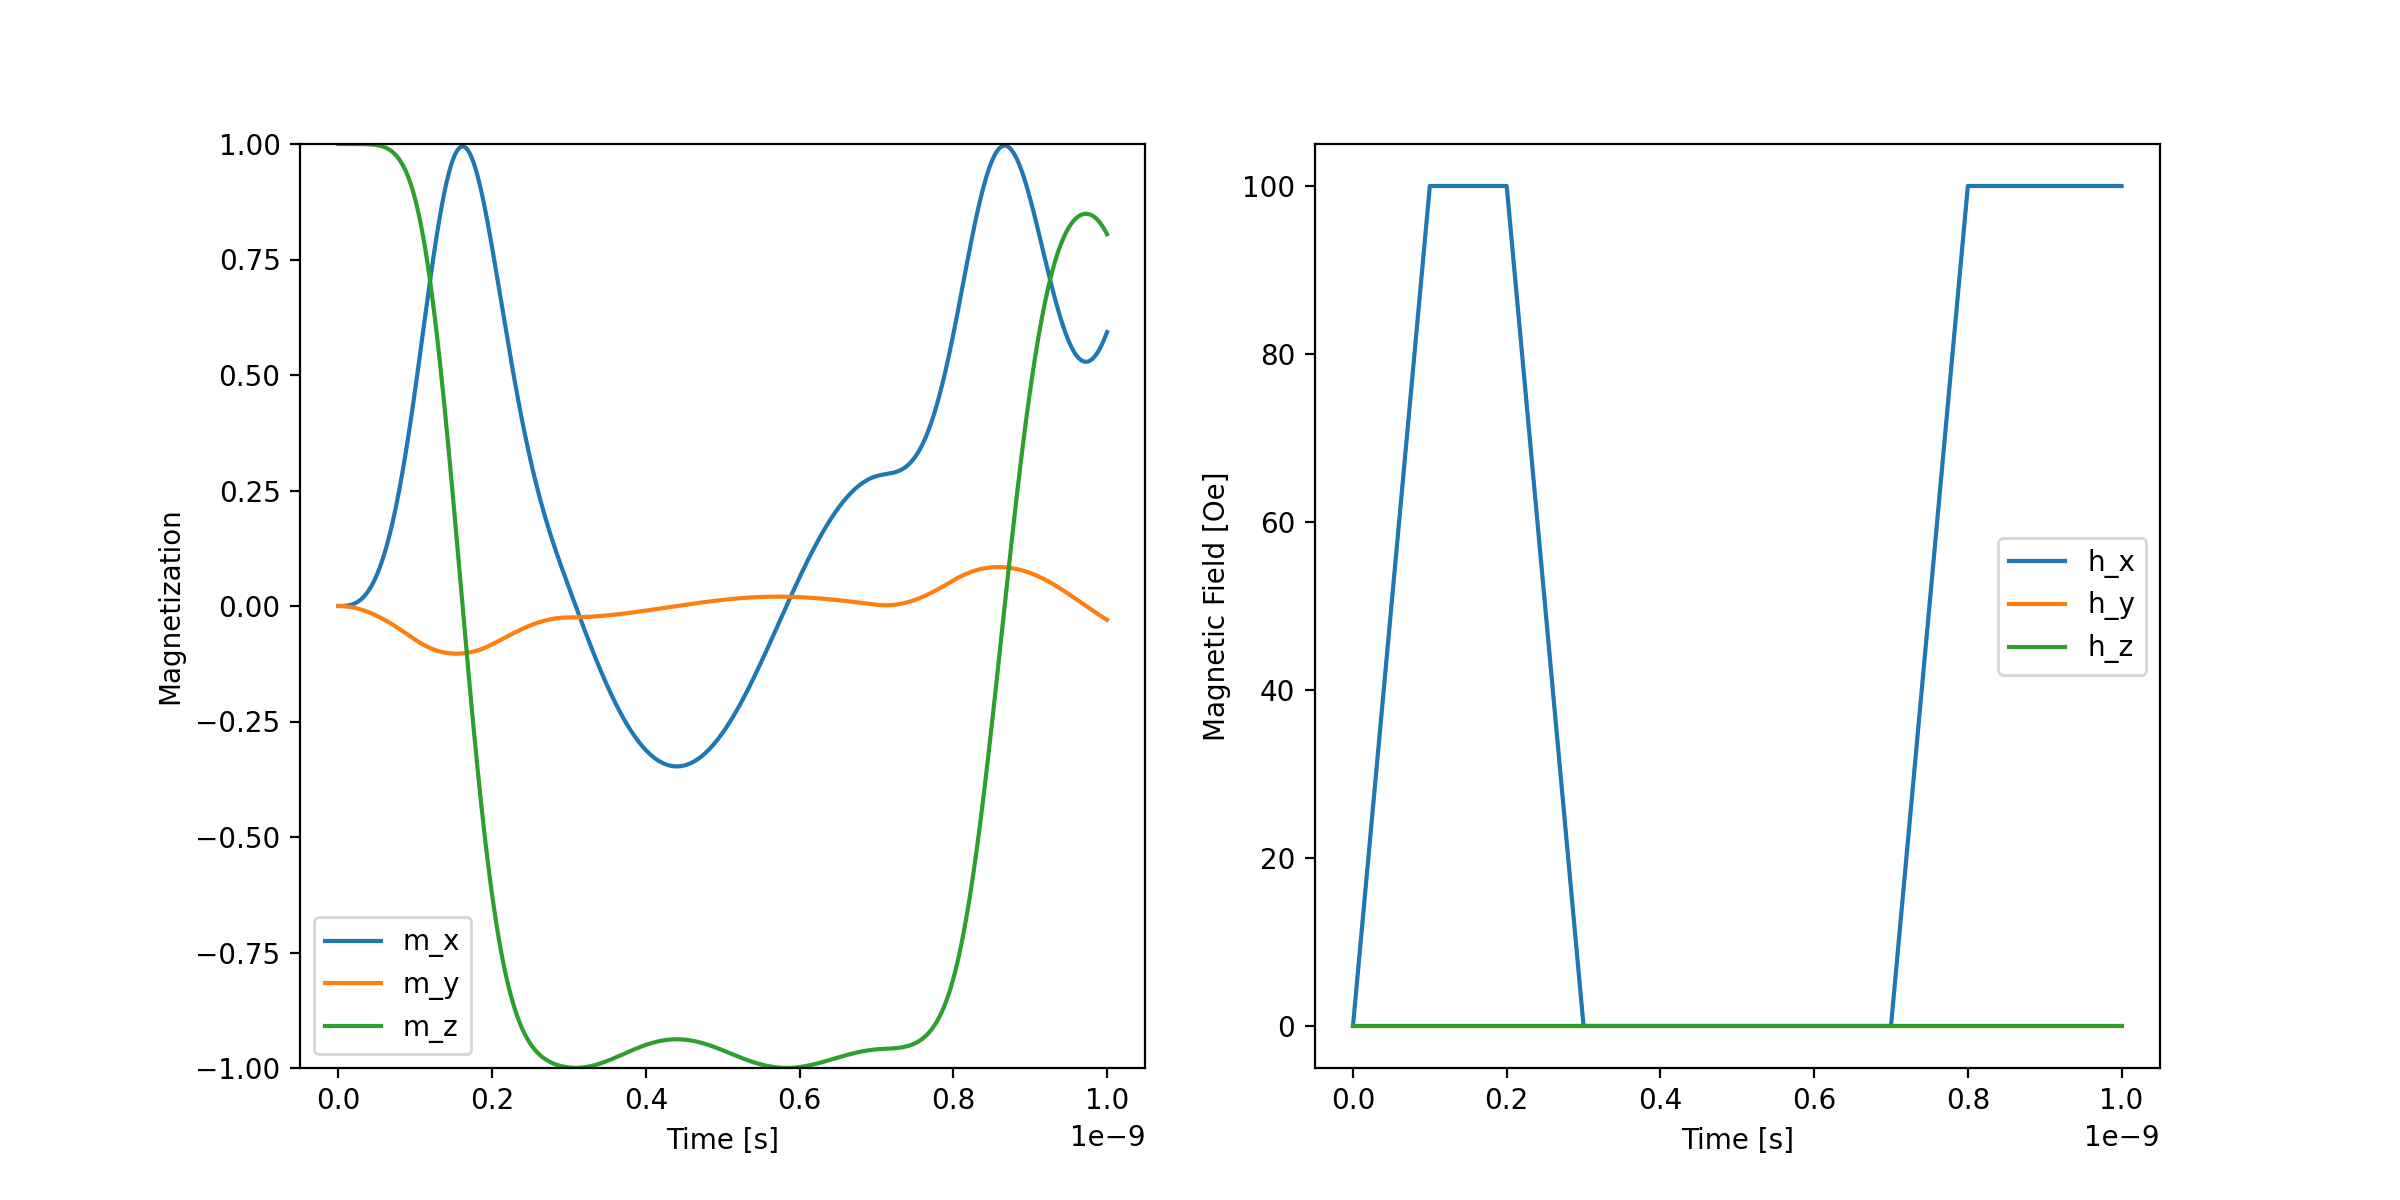 1.00
0.75
0.50
0.25
0.00
−0.25
−0.50
−0.75
−1.00
Magnetization
m_x
m_y
m_z
0.0 0.2 0.4 0.6 0.8 1.0
Time [s]
1e−9
100
80
60
40
20
0
Magnetic Field [Oe]
h_x
h_y
h_z
0.0 0.2 0.4 0.6 0.8 1.0
Time [s]
1e−9